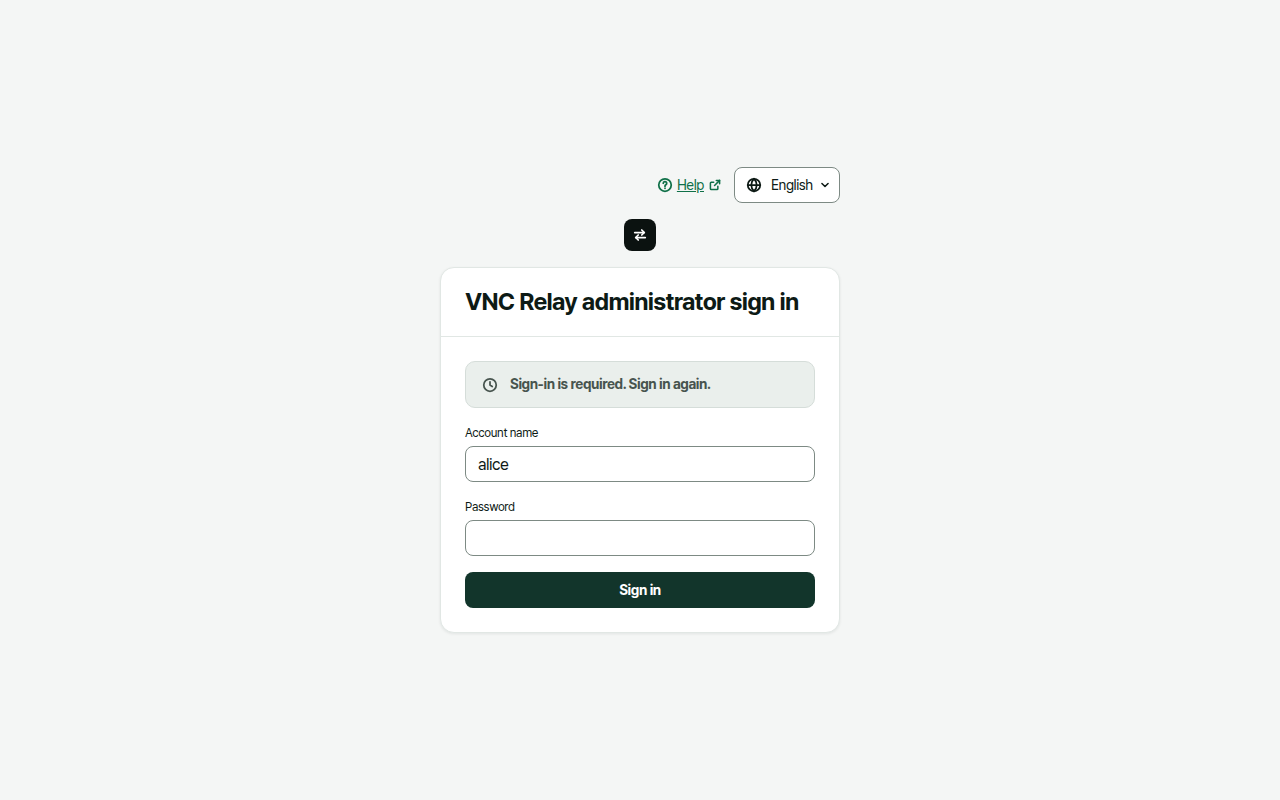 Help
English
VNC Relay administrator sign in
Sign-in is required. Sign in again.
Account name
alice
Password
Sign in